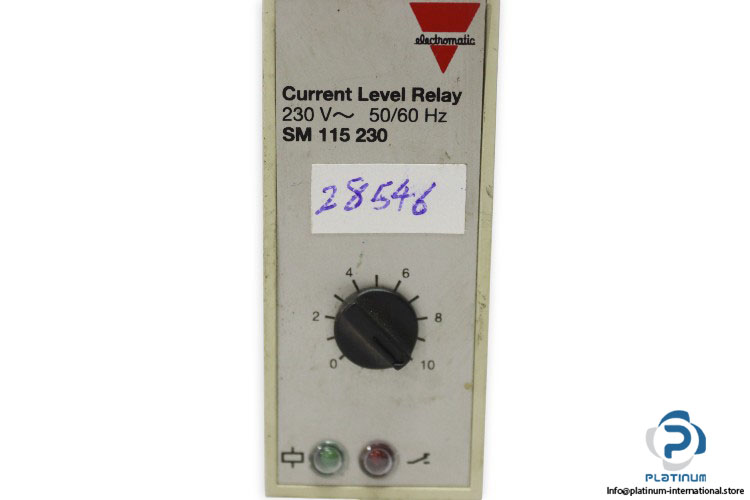 electromatic
Current Level Relay
230 V~ 50/60 Hz
SM 115 230
28546
4 6
2 8
0 10
PLATINUM
Info@platinum-international.store